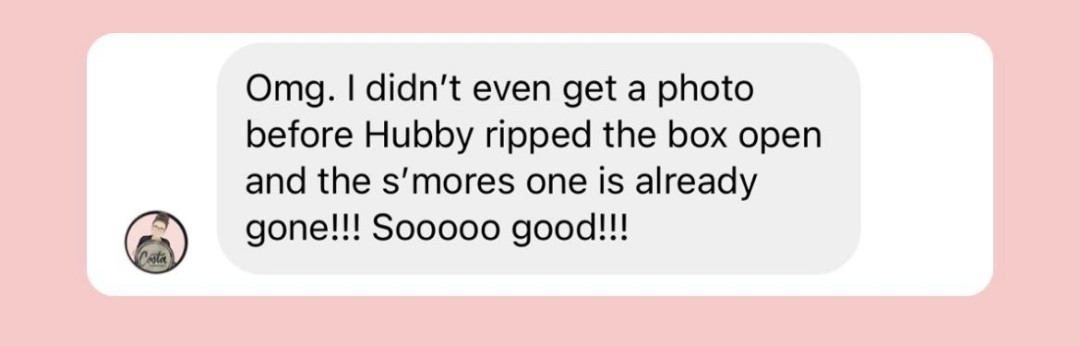 Omg. I didn’t even get a photo
before Hubby ripped the box open
and the s’mores one is already
gone!!! Sooooo good!!!
Costa